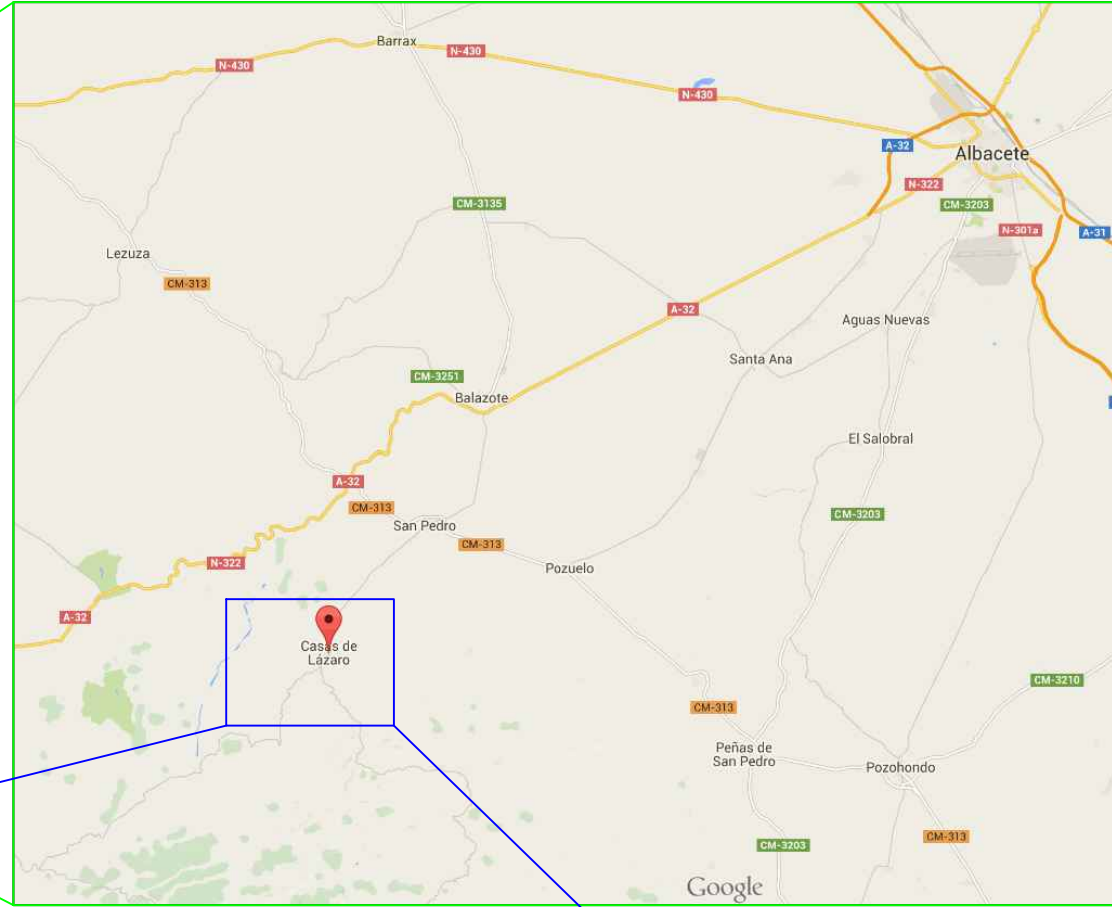 Barrax
N-430
N-430
N-430
A-32
Albacete
N-322
CM-3135
CM-3203
N-301a
A-31
Lezuza
CM-313
A-32
Aguas Nuevas
Santa Ana
CM-3251
Balazote
El Salobral
A-32
CM-313
San Pedro
CM-3203
CM-313
N-322
Pozuelo
A-32
Casas de
Lázaro
CM-3210
CM-313
Peñas de
San Pedro
Pozohondo
CM-313
CM-3203
Google